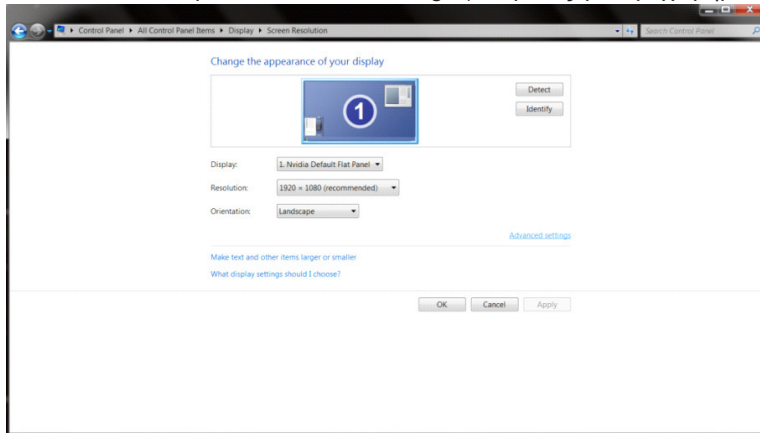 Control Panel ▸ All Control Panel Items ▸ Display ▸ Screen Resolution
Search Control Panel
Change the appearance of your display
1
Detect
Identify
Display: 1. Nvidia Default Flat Panel
Resolution: 1920 × 1080 (recommended)
Orientation: Landscape
Advanced settings
Make text and other items larger or smaller
What display settings should I choose?
OK Cancel Apply